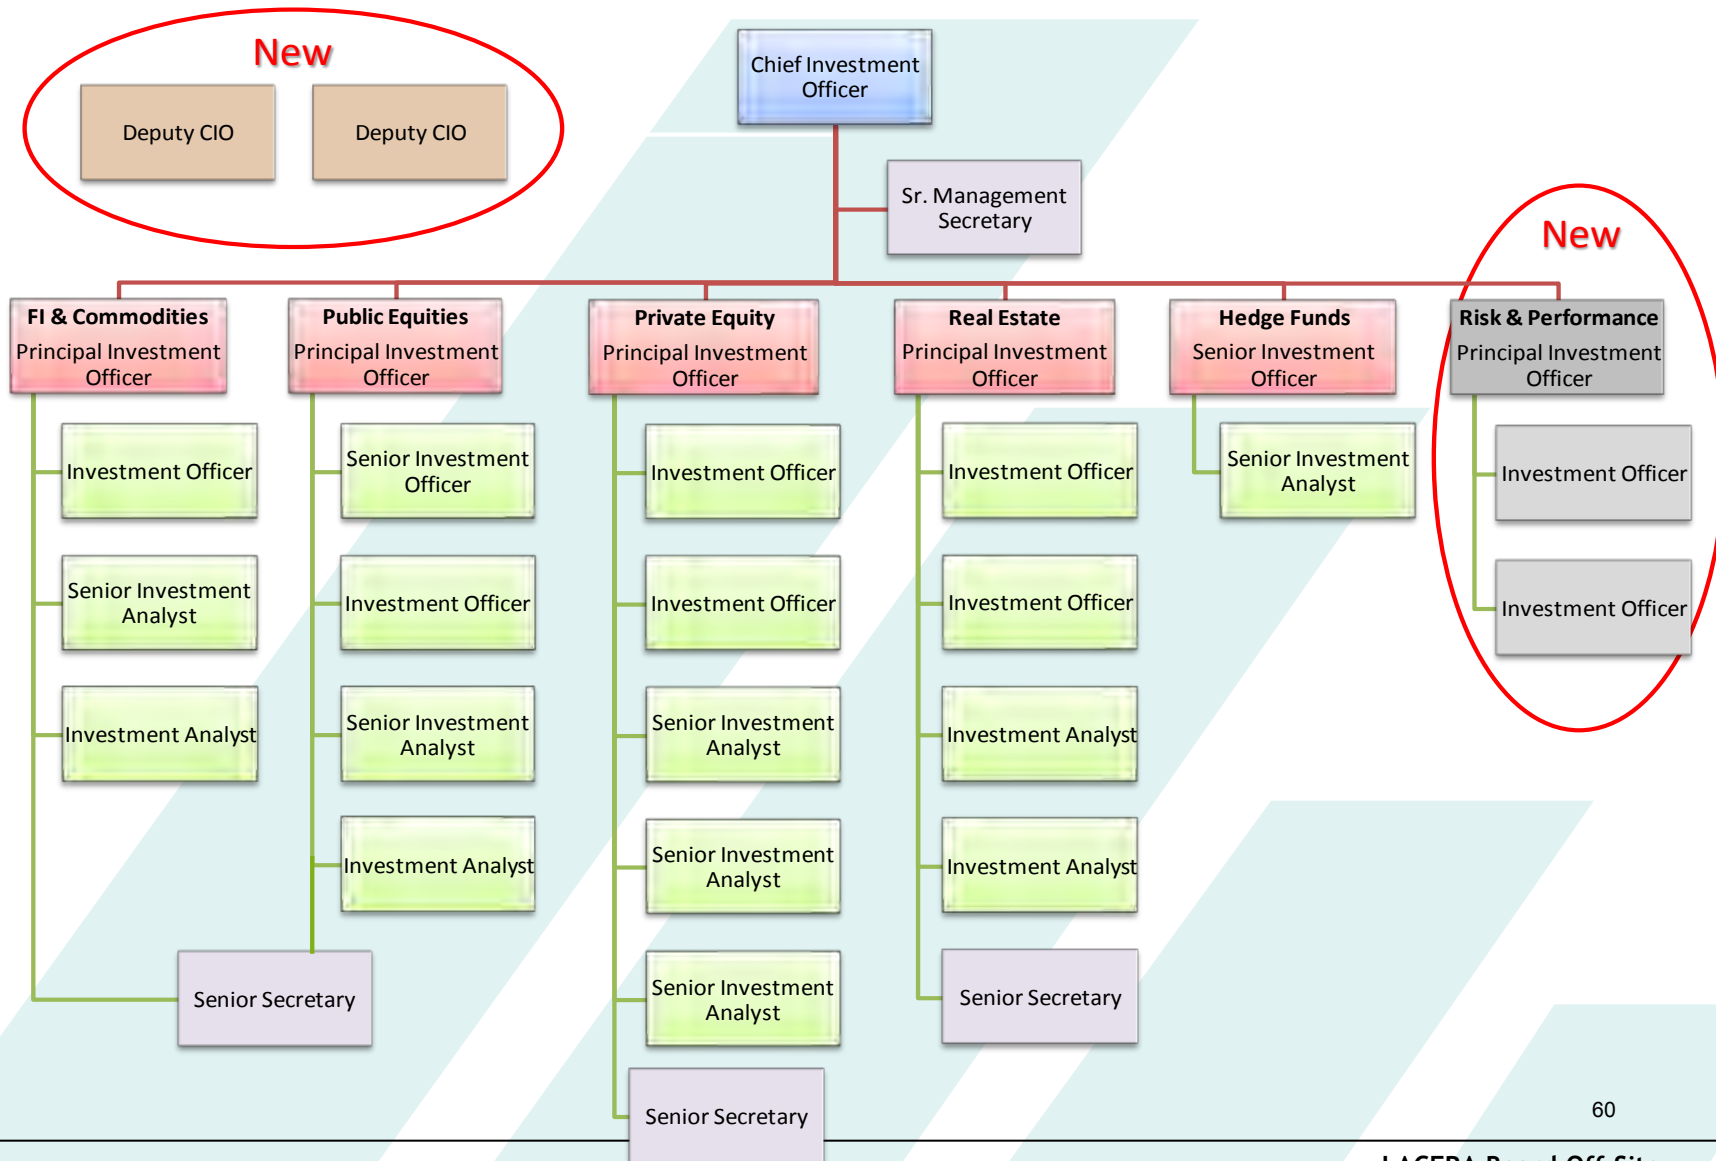 New
Deputy CIO
Deputy CIO
Chief Investment
Officer
Sr. Management
Secretary
New
FI & Commodities
Principal Investment
Officer
Public Equities
Principal Investment
Officer
Private Equity
Principal Investment
Officer
Real Estate
Principal Investment
Officer
Hedge Funds
Senior Investment
Officer
Risk & Performance
Principal Investment
Officer
Investment Officer
Senior Investment
Analyst
Investment Analyst
Senior Investment
Officer
Investment Officer
Senior Investment
Analyst
Investment Analyst
Senior Secretary
Investment Officer
Investment Officer
Senior Investment
Analyst
Senior Investment
Analyst
Senior Investment
Analyst
Senior Secretary
Investment Officer
Investment Officer
Investment Analyst
Investment Analyst
Senior Secretary
Senior Investment
Analyst
Investment Officer
Investment Officer
60
LACERA Board Off-Site